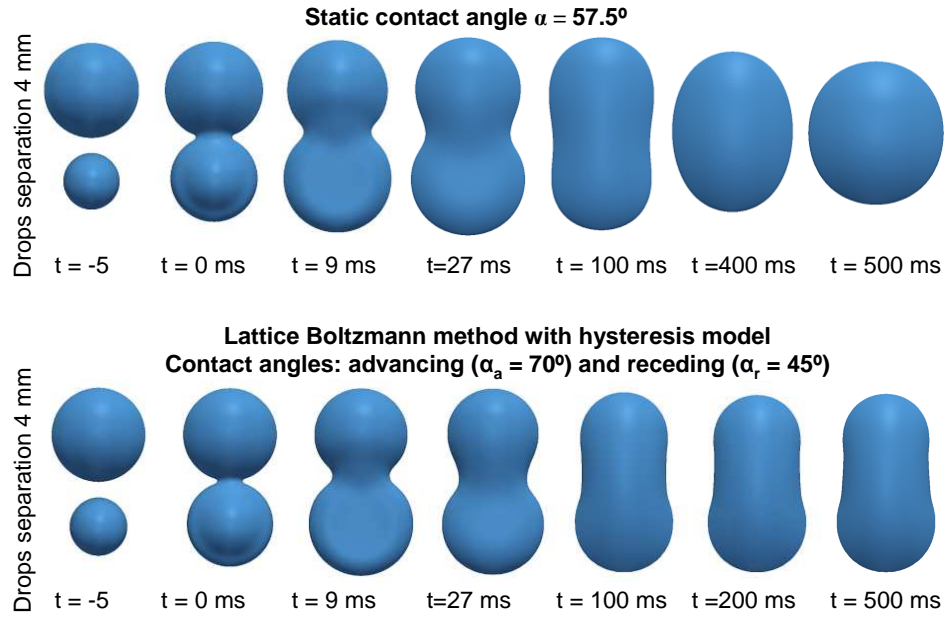 Static contact angle α = 57.5º
Drops separation 4 mm
t = -5 t = 0 ms t = 9 ms t=27 ms t = 100 ms t =400 ms t = 500 ms
Lattice Boltzmann method with hysteresis model
Contact angles: advancing (αa = 70º) and receding (αr = 45º)
Drops separation 4 mm
t = -5 t = 0 ms t = 9 ms t=27 ms t = 100 ms t =200 ms t = 500 ms